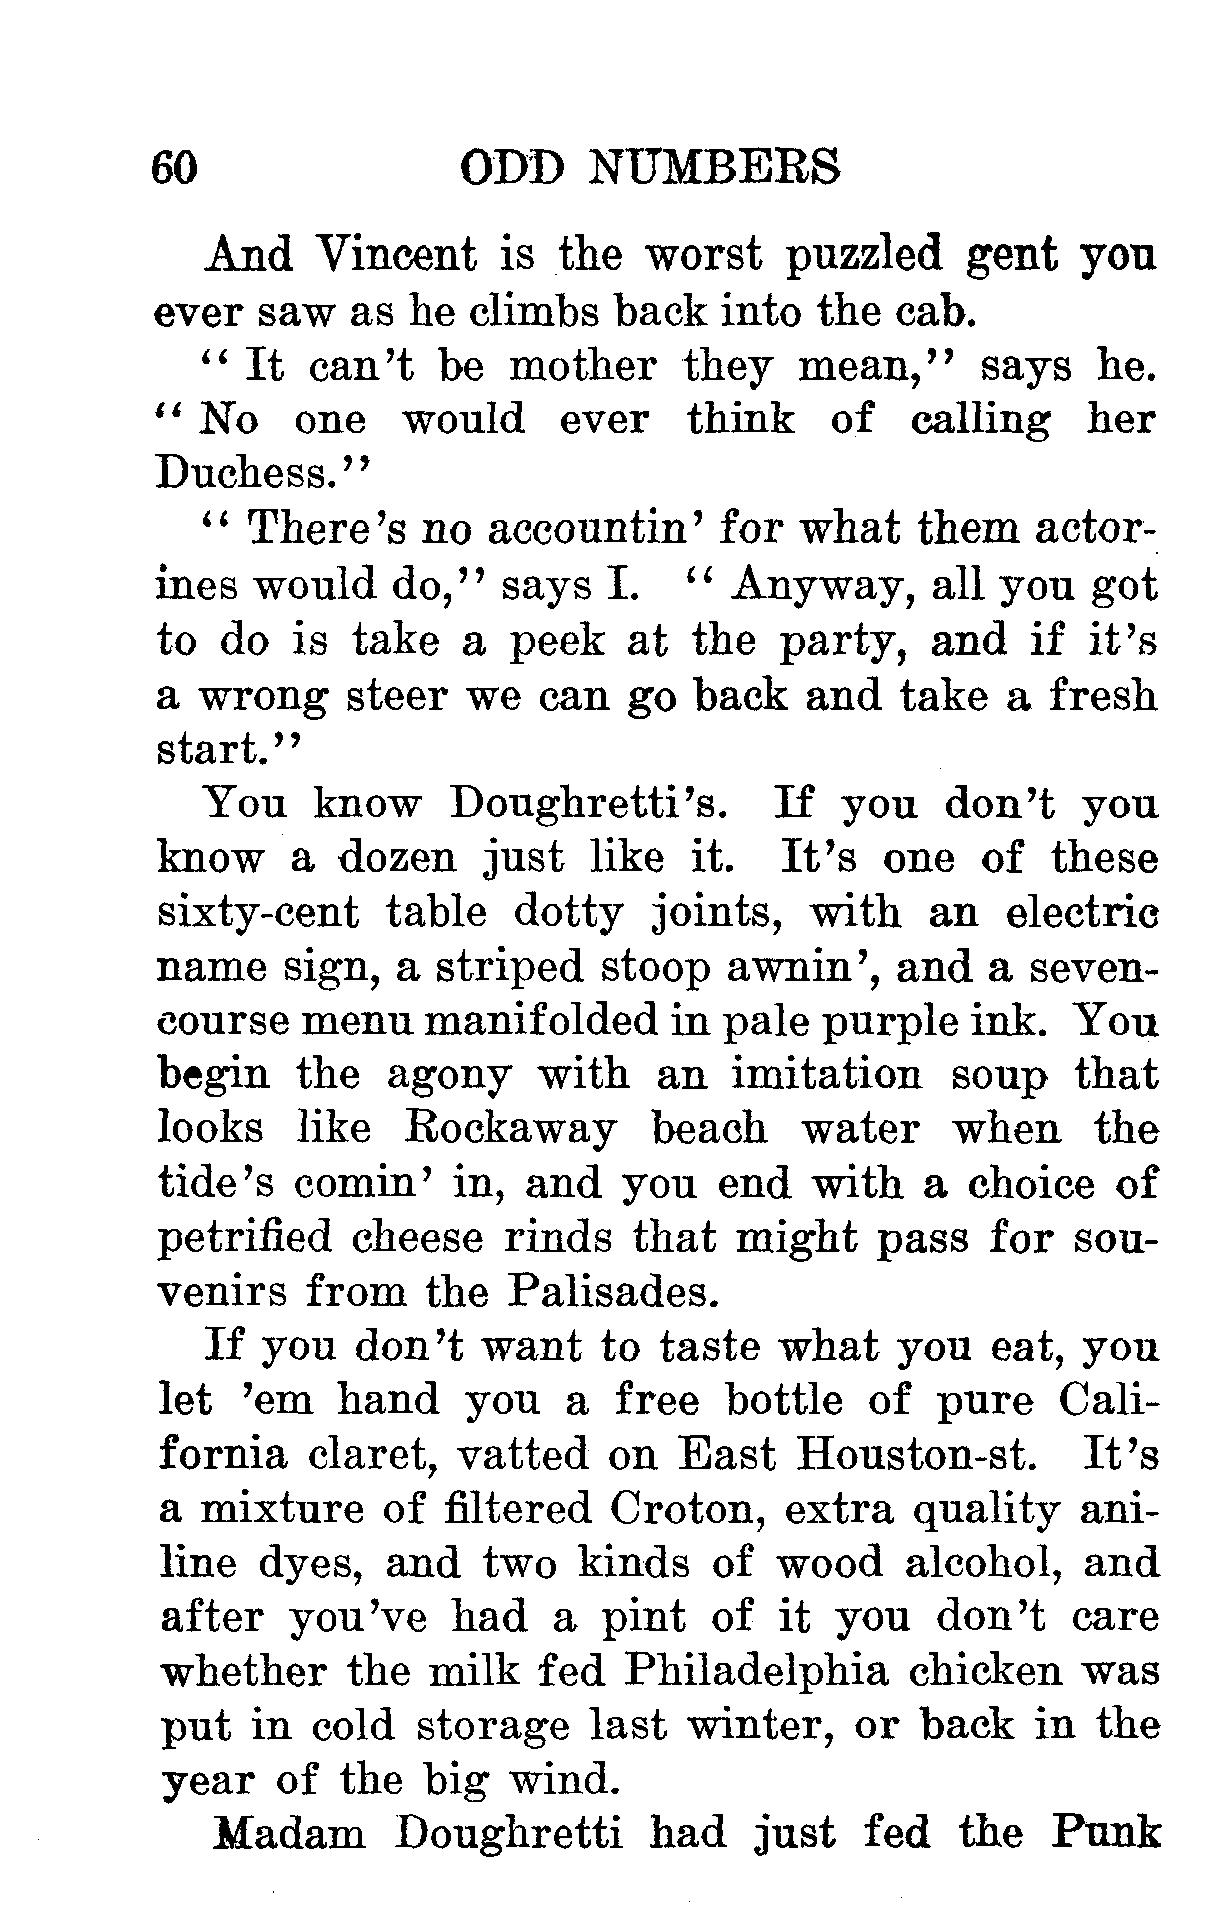 60 ODD NUMBERS
And Vincent is the worst puzzled gent you
ever saw as he climbs back into the cab.
“ It can’t be mother they mean,” says he.
“ No one would ever think of calling her
Duchess.”
“ There’s no accountin’ for what them actor-
ines would do,” says I. “ Anyway, all you got
to do is take a peek at the party, and if it’s
a wrong steer we can go back and take a fresh
start.”
You know Doughretti’s. If you don’t you
know a dozen just like it. It’s one of these
sixty-cent table dotty joints, with an electric
name sign, a striped stoop awnin’, and a seven-
course menu manifolded in pale purple ink. You
begin the agony with an imitation soup that
looks like Rockaway beach water when the
tide’s comin’ in, and you end with a choice of
petrified cheese rinds that might pass for sou-
venirs from the Palisades.
If you don’t want to taste what you eat, you
let ’em hand you a free bottle of pure Cali-
fornia claret, vatted on East Houston-st. It’s
a mixture of filtered Croton, extra quality ani-
line dyes, and two kinds of wood alcohol, and
after you’ve had a pint of it you don’t care
whether the milk fed Philadelphia chicken was
put in cold storage last winter, or back in the
year of the big wind.
Madam Doughretti had just fed the Punk